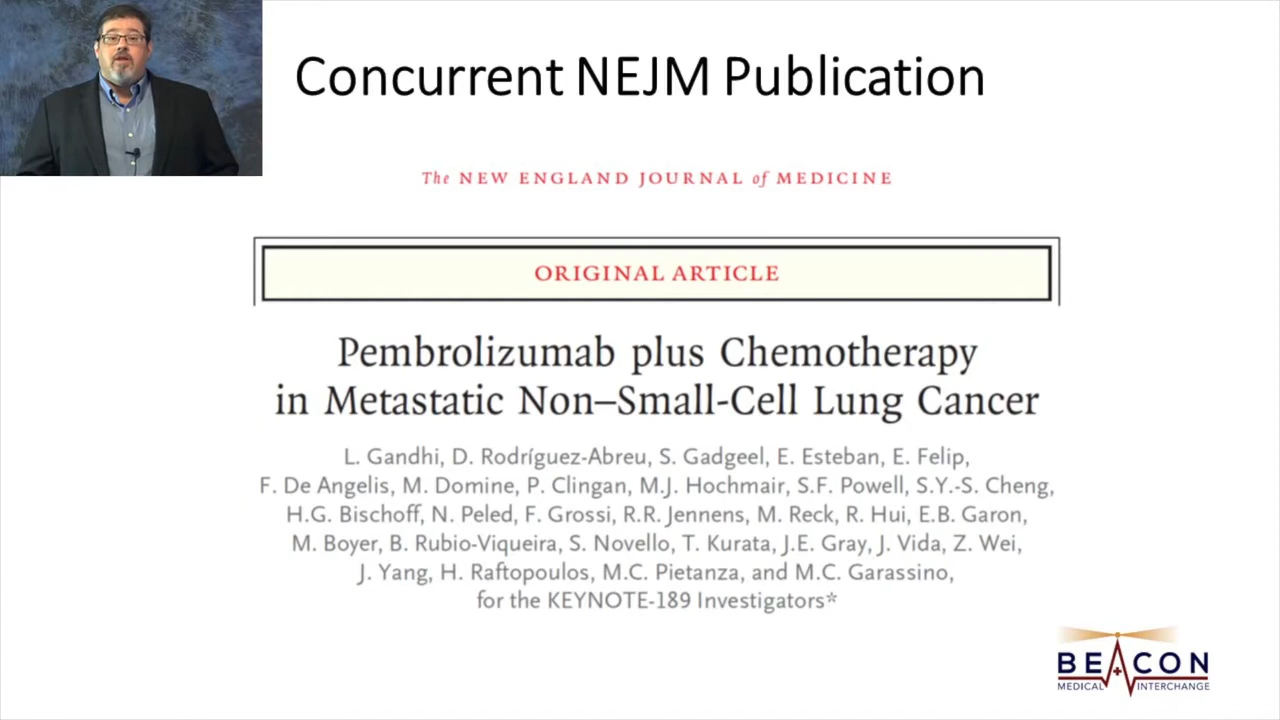 Concurrent NEJM Publication
The NEW ENGLAND JOURNAL of MEDICINE
ORIGINAL ARTICLE
Pembrolizumab plus Chemotherapy
in Metastatic Non–Small-Cell Lung Cancer
L. Gandhi, D. Rodríguez-Abreu, S. Gadgeel, E. Esteban, E. Felip,
F. De Angelis, M. Domine, P. Clingan, M.J. Hochmair, S.F. Powell, S.Y.-S. Cheng,
H.G. Bischoff, N. Peled, F. Grossi, R.R. Jennens, M. Reck, R. Hui, E.B. Garon,
M. Boyer, B. Rubio-Viqueira, S. Novello, T. Kurata, J.E. Gray, J. Vida, Z. Wei,
J. Yang, H. Raftopoulos, M.C. Pietanza, and M.C. Garassino,
for the KEYNOTE-189 Investigators*
BEACON
MEDICAL INTERCHANGE